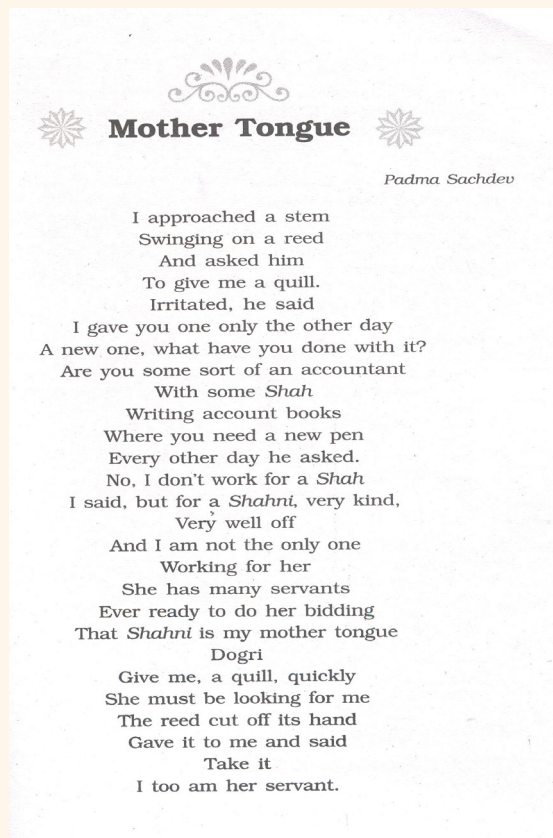 Mother Tongue
Padma Sachdev
I approached a stem
Swinging on a reed
And asked him
To give me a quill.
Irritated, he said
I gave you one only the other day
A new one, what have you done with it?
Are you some sort of an accountant
With some Shah
Writing account books
Where you need a new pen
Every other day he asked.
No, I don't work for a Shah
I said, but for a Shahni, very kind,
Very well off
And I am not the only one
Working for her
She has many servants
Ever ready to do her bidding
That Shahni is my mother tongue
Dogri
Give me, a quill, quickly
She must be looking for me
The reed cut off its hand
Gave it to me and said
Take it
I too am her servant.